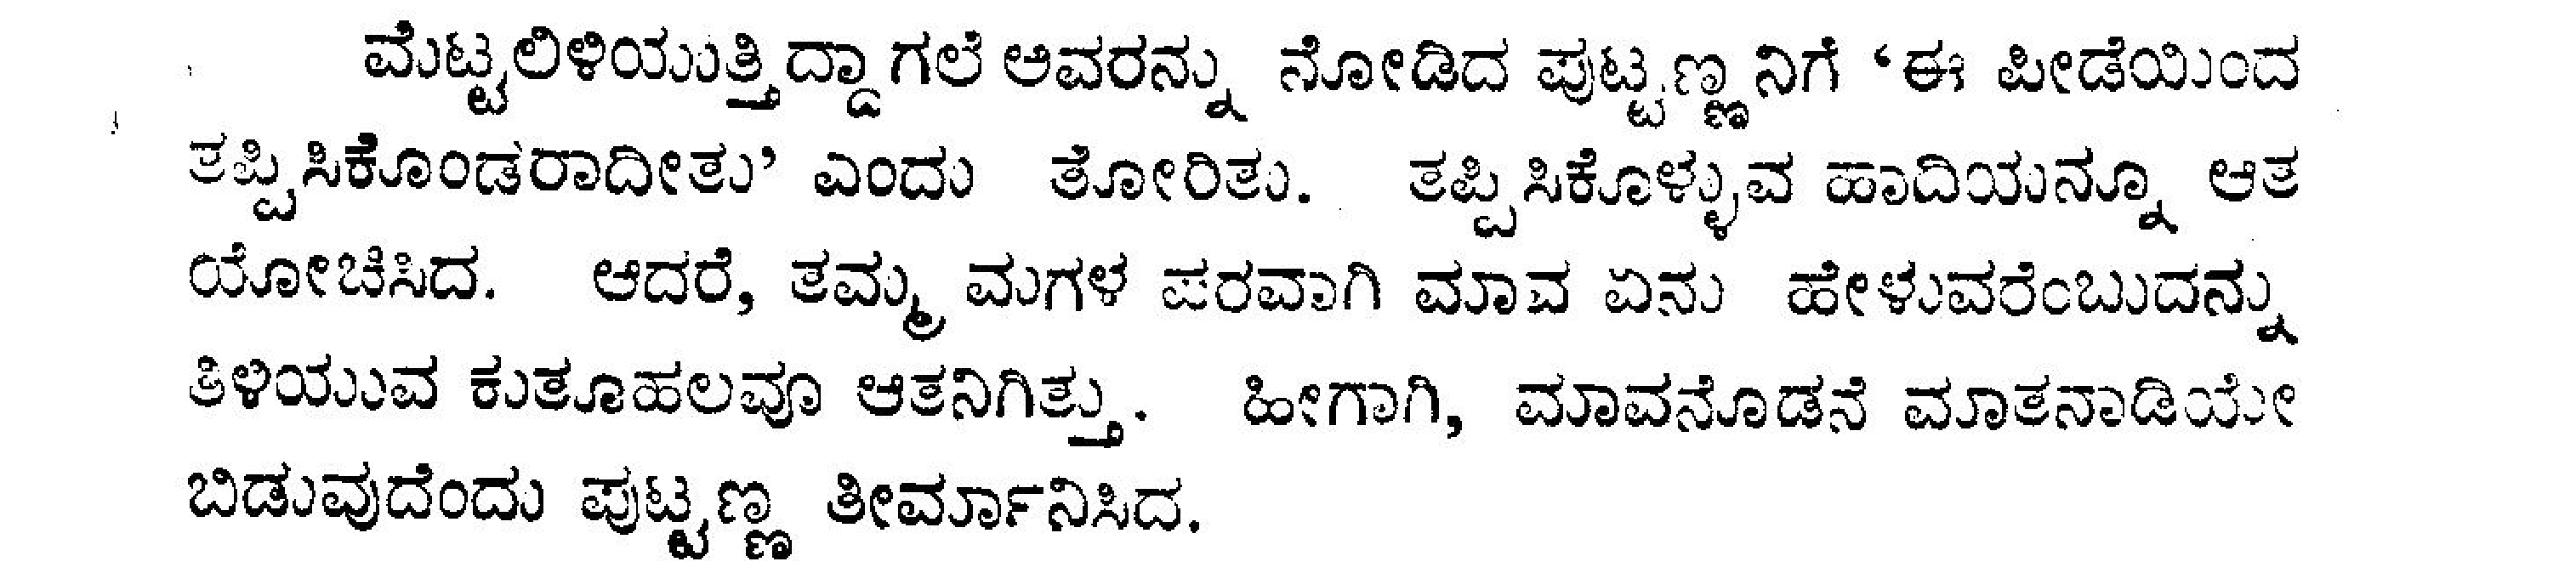 ಮೆಟ್ಟಲಿಳಿಯುತ್ತಿದ್ದಾಗಲೆ ಅವರನ್ನು ನೋಡಿದ ಪುಟ್ಟಣ್ಣನಿಗೆ ‘ಈ ಪೀಡೆಯಿಂದ
ತಪ್ಪಿಸಿಕೊಂಡರಾದೀತು’ ಎಂದು ತೋರಿತು. ತಪ್ಪಿಸಿಕೊಳ್ಳುವ ಹಾದಿಯನ್ನೂ ಆತ
ಯೋಚಿಸಿದ. ಆದರೆ, ತಮ್ಮ ಮಗಳ ಪರವಾಗಿ ಮಾವ ಏನು ಹೇಳುವರೆಂಬುದನ್ನು
ತಿಳಿಯುವ ಕುತೂಹಲವೂ ಆತನಿಗಿತ್ತು. ಹೀಗಾಗಿ, ಮಾವನೊಡನೆ ಮಾತನಾಡಿಯೇ
ಬಿಡುವುದೆಂದು ಪುಟ್ಟಣ್ಣ ತೀರ್ಮಾನಿಸಿದ.